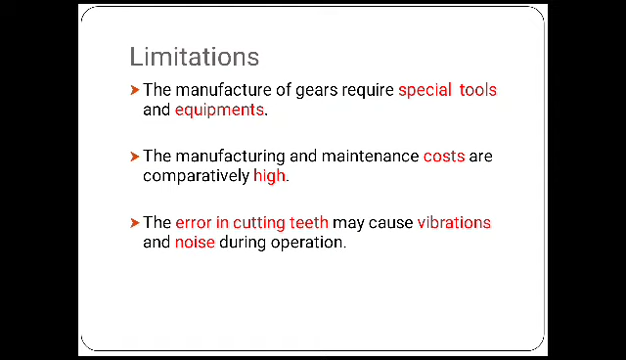 Limitations
➤The manufacture of gears require special tools
and equipments.
➤The manufacturing and maintenance costs are
comparatively high.
➤The error in cutting teeth may cause vibrations
and noise during operation.